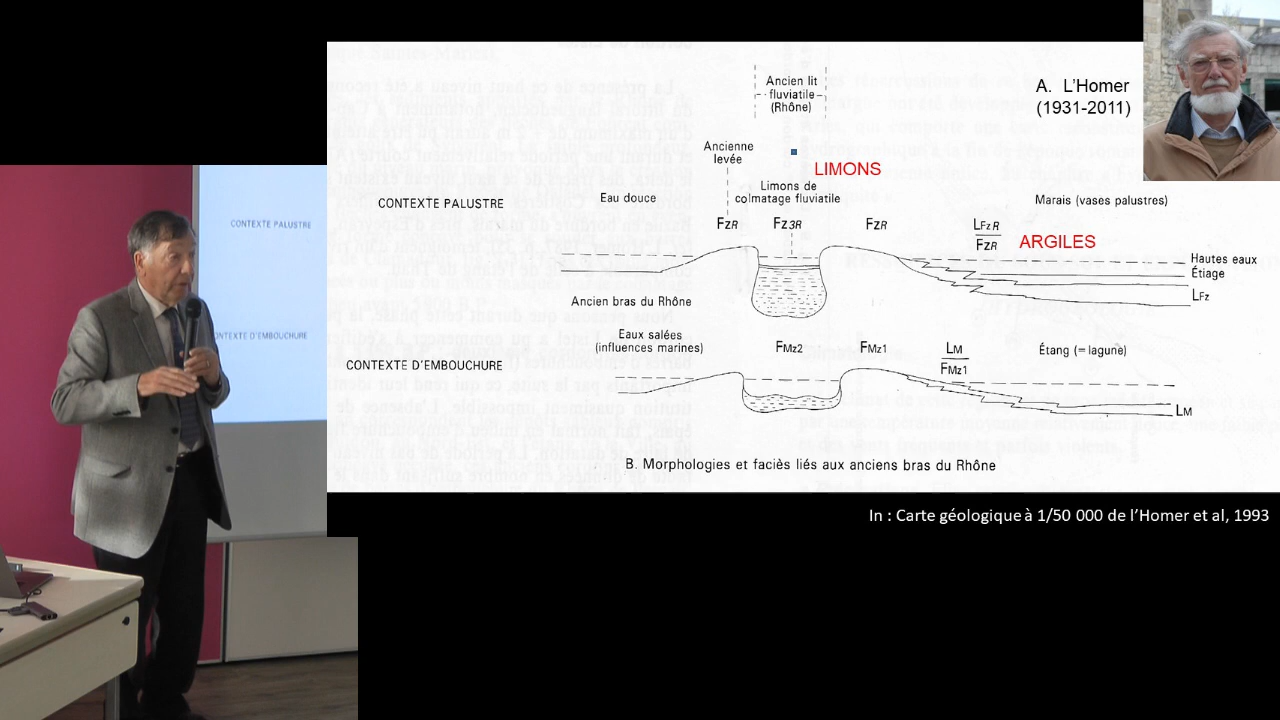 CONTEXTE PALUSTRE
CONTEXTE D'EMBOUCHURE
A. L'Homer
(1931-2011)
Ancien lit
fluviatile
(Rhône)
Ancienne
levée
LIMONS
Limons de
colmatage fluviatile
CONTEXTE PALUSTRE
Eau douce
Marais (vases palustres)
FzR
Fz3R
FzR
LFzR
FzR
ARGILES
Hautes eaux
Étiage
LFz
Ancien bras du Rhône
Eaux salées
(influences marines)
CONTEXTE D'EMBOUCHURE
FMz2
FMz1
LM
FMz1
Étang (= lagune)
LM
B. Morphologies et faciès liés aux anciens bras du Rhône
In : Carte géologique à 1/50 000 de l'Homer et al, 1993